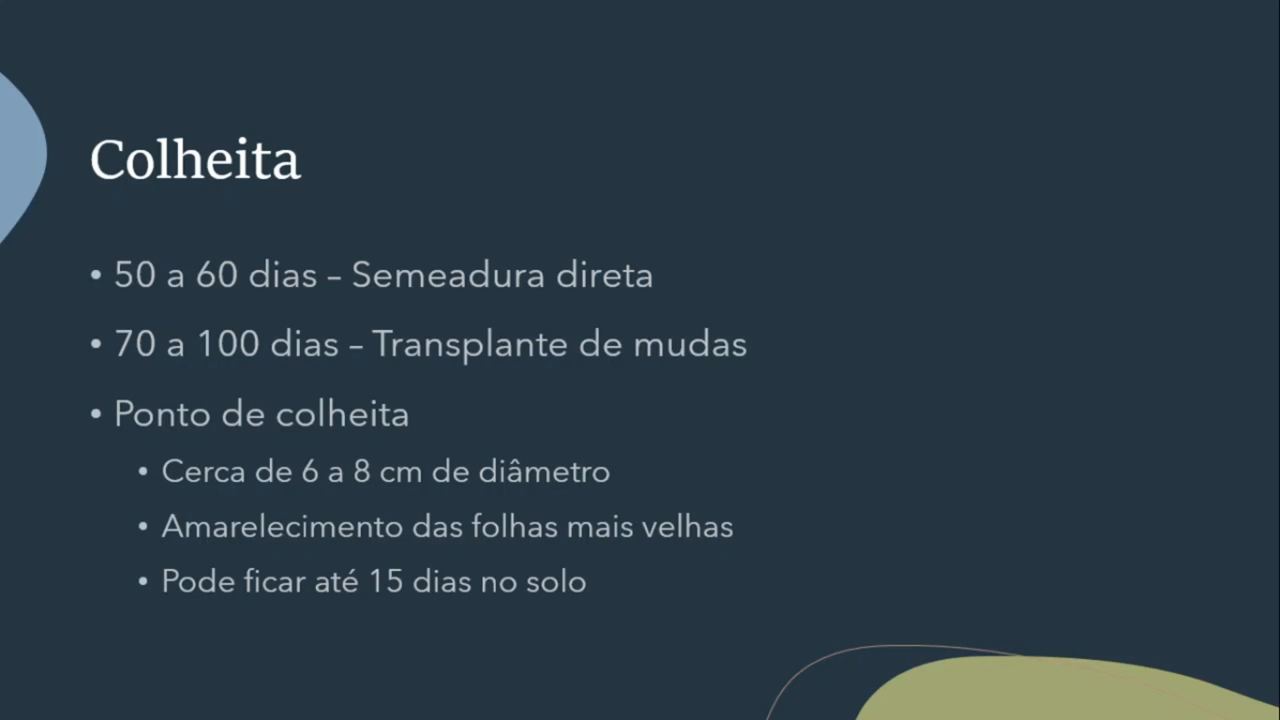 Colheita
• 50 a 60 dias – Semeadura direta
• 70 a 100 dias – Transplante de mudas
• Ponto de colheita
• Cerca de 6 a 8 cm de diâmetro
• Amarelecimento das folhas mais velhas
• Pode ficar até 15 dias no solo